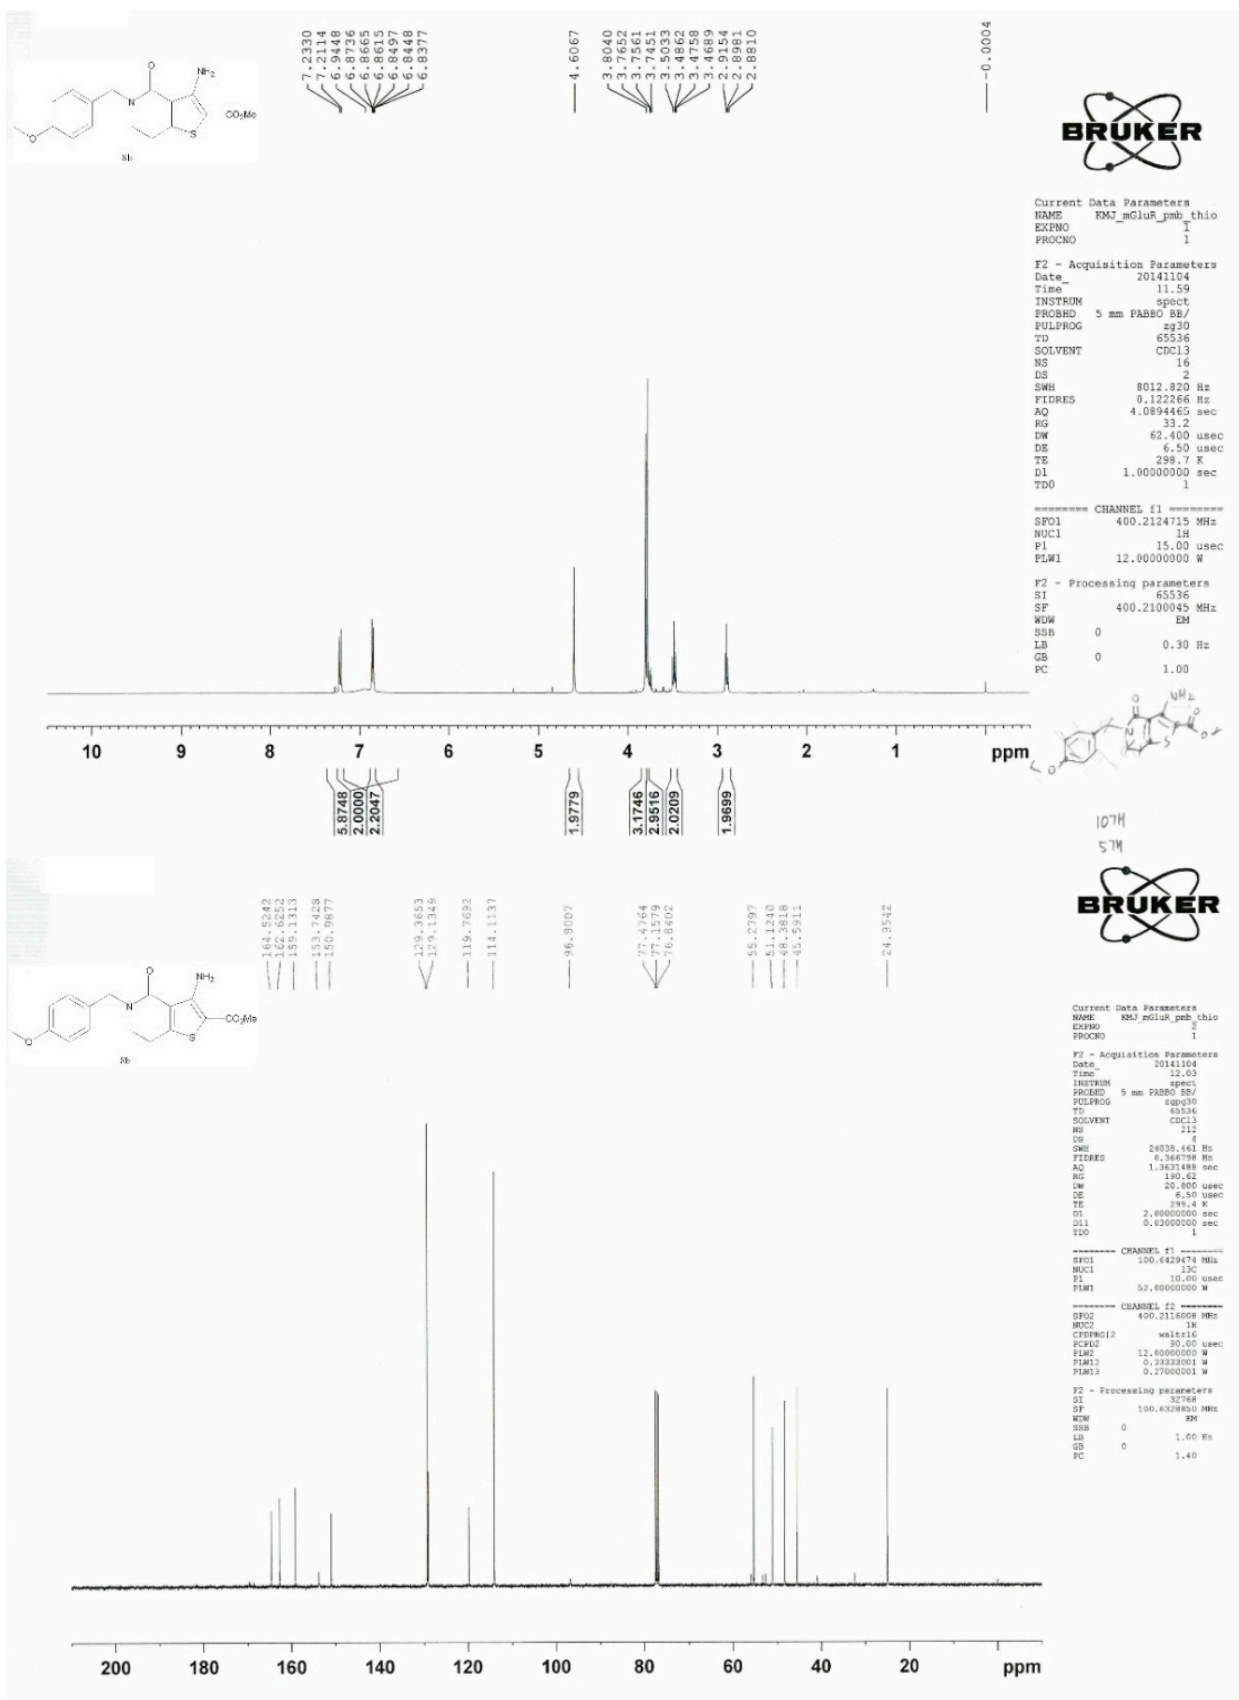 7.2330
7.2114
6.9448
6.8736
6.8665
6.8615
6.8497
6.8448
6.8377
4.6067
3.8040
3.7652
3.7561
3.7451
3.5033
3.4862
3.4758
3.4689
2.9154
2.8981
2.8810
-0.0004
O
NH₂
N
S
CO₂Me
O
8b
BRUKER
Current Data Parameters
NAME KMJ_mGluR_pmb_thio
EXPNO 1
PROCNO 1
F2 - Acquisition Parameters
Date_ 20141104
Time 11.59
INSTRUM spect
PROBHD 5 mm PABBO BB/
PULPROG zg30
TD 65536
SOLVENT CDCl3
NS 16
DS 2
SWH 8012.820 Hz
FIDRES 0.122266 Hz
AQ 4.0894465 sec
RG 33.2
DW 62.400 usec
DE 6.50 usec
TE 298.7 K
D1 1.00000000 sec
TD0 1
======== CHANNEL f1 ========
SFO1 400.2124715 MHz
NUC1 1H
P1 15.00 usec
PLW1 12.00000000 W
F2 - Processing parameters
SI 65536
SF 400.2100045 MHz
WDW EM
SSB 0
LB 0.30 Hz
GB 0
PC 1.00
10 9 8 7 6 5 4 3 2 1 ppm
5.8748
2.0000
2.2047
1.9779
3.1746
2.9516
2.0209
1.9699
O
NH2
N
S
O
O
107H
57H
164.5242
162.6252
159.1313
153.7428
150.9877
129.3653
129.1349
119.7692
114.1137
96.8007
77.4764
77.1579
76.8402
55.2797
51.1240
48.3818
45.5911
24.9542
O
NH₂
N
CO₂Me
S
O
8b
BRUKER
Current Data Parameters
NAME KMJ_mGluR_pmb_thio
EXPNO 2
PROCNO 1
F2 - Acquisition Parameters
Date_ 20141104
Time 12.03
INSTRUM spect
PROBHD 5 mm PABBO BB/
PULPROG zgpg30
TD 65536
SOLVENT CDCl3
NS 212
DS 4
SWH 24038.461 Hz
FIDRES 0.366798 Hz
AQ 1.3631488 sec
RG 190.62
DW 20.800 usec
DE 6.50 usec
TE 299.4 K
D1 2.00000000 sec
D11 0.03000000 sec
TD0 1
======== CHANNEL f1 ========
SFO1 100.6429474 MHz
NUC1 13C
P1 10.00 usec
PLW1 52.00000000 W
======== CHANNEL f2 ========
SFO2 400.2116008 MHz
NUC2 1H
CPDPRG[2 waltz16
PCPD2 90.00 usec
PLW2 12.00000000 W
PLW12 0.33333001 W
PLW13 0.27000001 W
F2 - Processing parameters
SI 32768
SF 100.6328850 MHz
WDW EM
SSB 0
LB 1.00 Hz
GB 0
PC 1.40
200 180 160 140 120 100 80 60 40 20 ppm